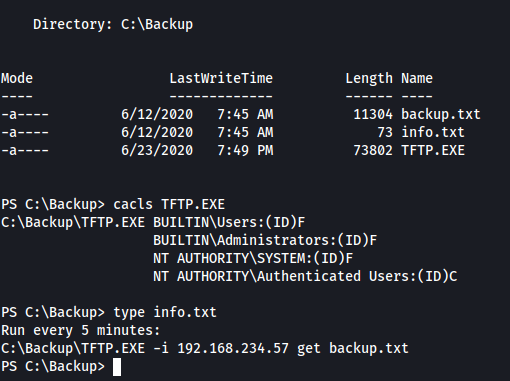 Directory: C:\Backup
Mode LastWriteTime Length Name
---- ------------- ------ ----
-a---- 6/12/2020 7:45 AM 11304 backup.txt
-a---- 6/12/2020 7:45 AM 73 info.txt
-a---- 6/23/2020 7:49 PM 73802 TFTP.EXE
PS C:\Backup> cacls TFTP.EXE
C:\Backup\TFTP.EXE BUILTIN\Users:(ID)F
BUILTIN\Administrators:(ID)F
NT AUTHORITY\SYSTEM:(ID)F
NT AUTHORITY\Authenticated Users:(ID)C
PS C:\Backup> type info.txt
Run every 5 minutes:
C:\Backup\TFTP.EXE -i 192.168.234.57 get backup.txt
PS C:\Backup>